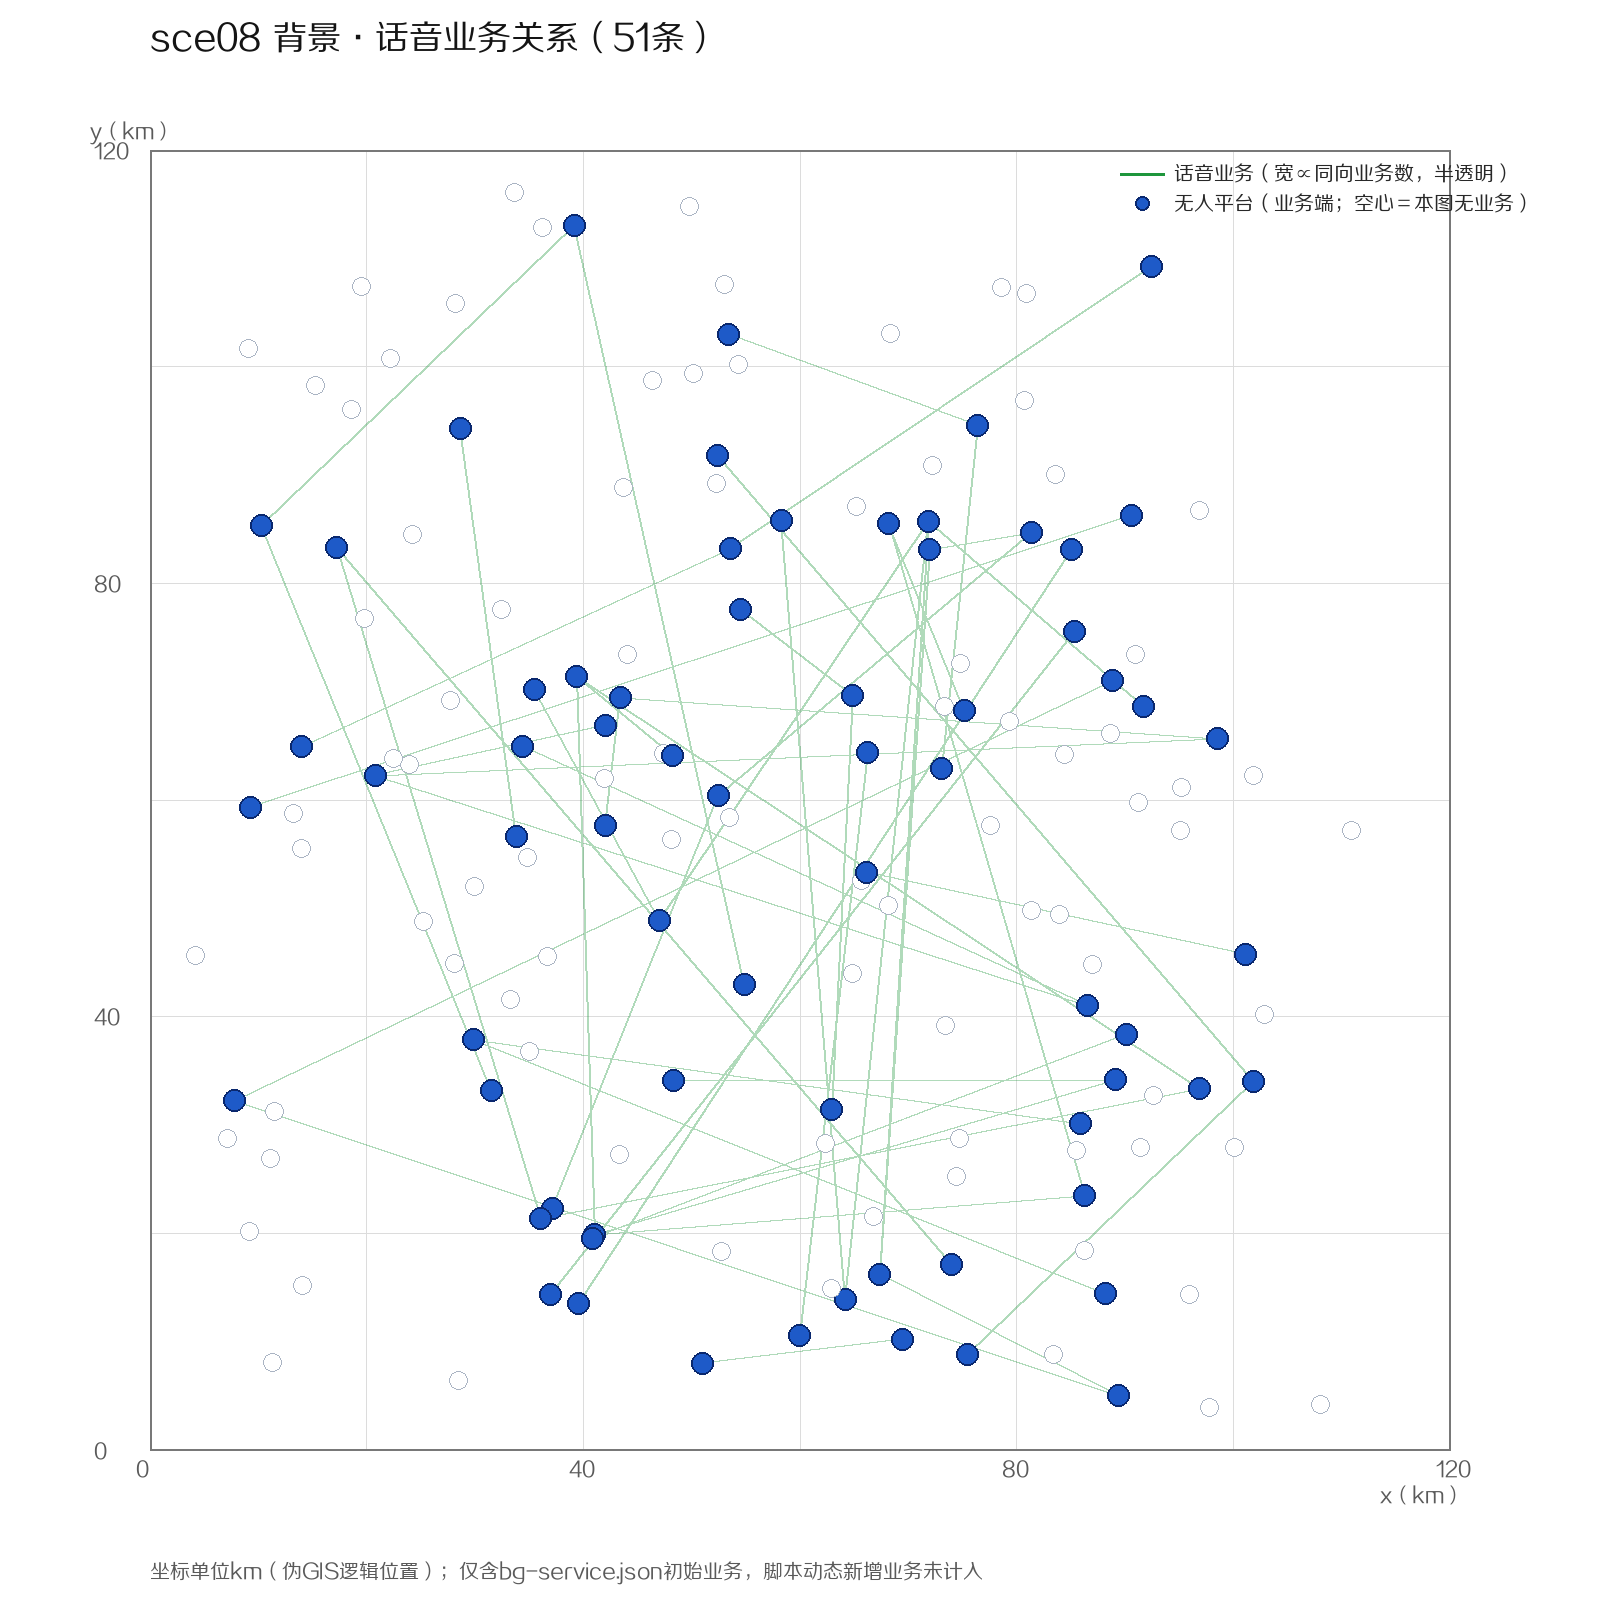 sce08 背景 · 话音业务关系（51条）
y（km）
120
话音业务（宽∝同向业务数，半透明）
无人平台（业务端；空心=本图无业务）
80
40
0
0 40 80 120
x（km）
坐标单位km（伪GIS逻辑位置）；仅含bg-service.json初始业务，脚本动态新增业务未计入